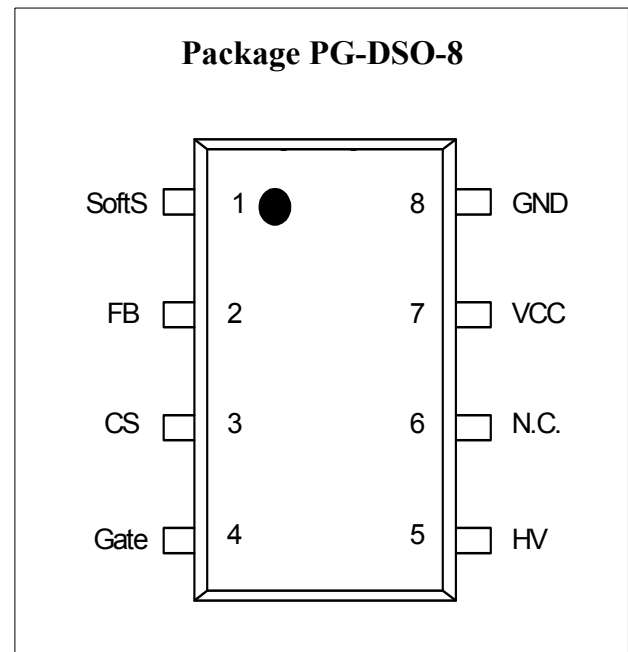 Package PG-DSO-8
SoftS 1 8 GND
FB 2 7 VCC
CS 3 6 N.C.
Gate 4 5 HV